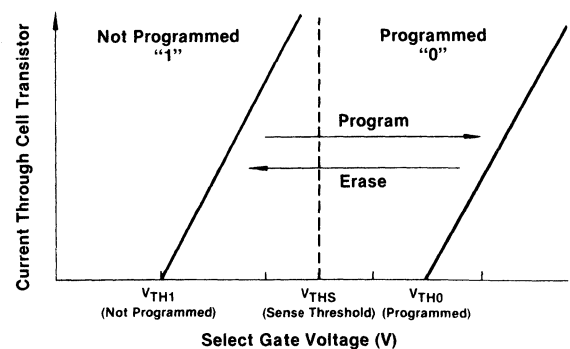 Not Programmed
“1”
Programmed
“0”
Program
Erase
Current Through Cell Transistor
VTH1
(Not Programmed)
VTHS
(Sense Threshold)
VTH0
(Programmed)
Select Gate Voltage (V)